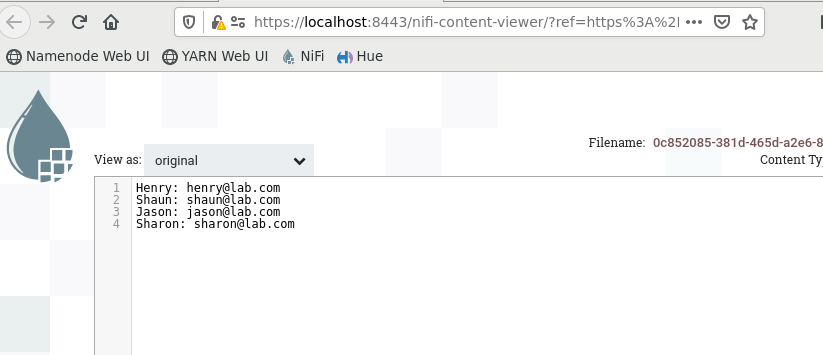 https://localhost:8443/nifi-content-viewer/?ref=https%3A%2
Namenode Web UI YARN Web UI NiFi Hue
Filename: 0c852085-381d-465d-a2e6-8
View as: original Content Ty
1 Henry: henry@lab.com
2 Shaun: shaun@lab.com
3 Jason: jason@lab.com
4 Sharon: sharon@lab.com